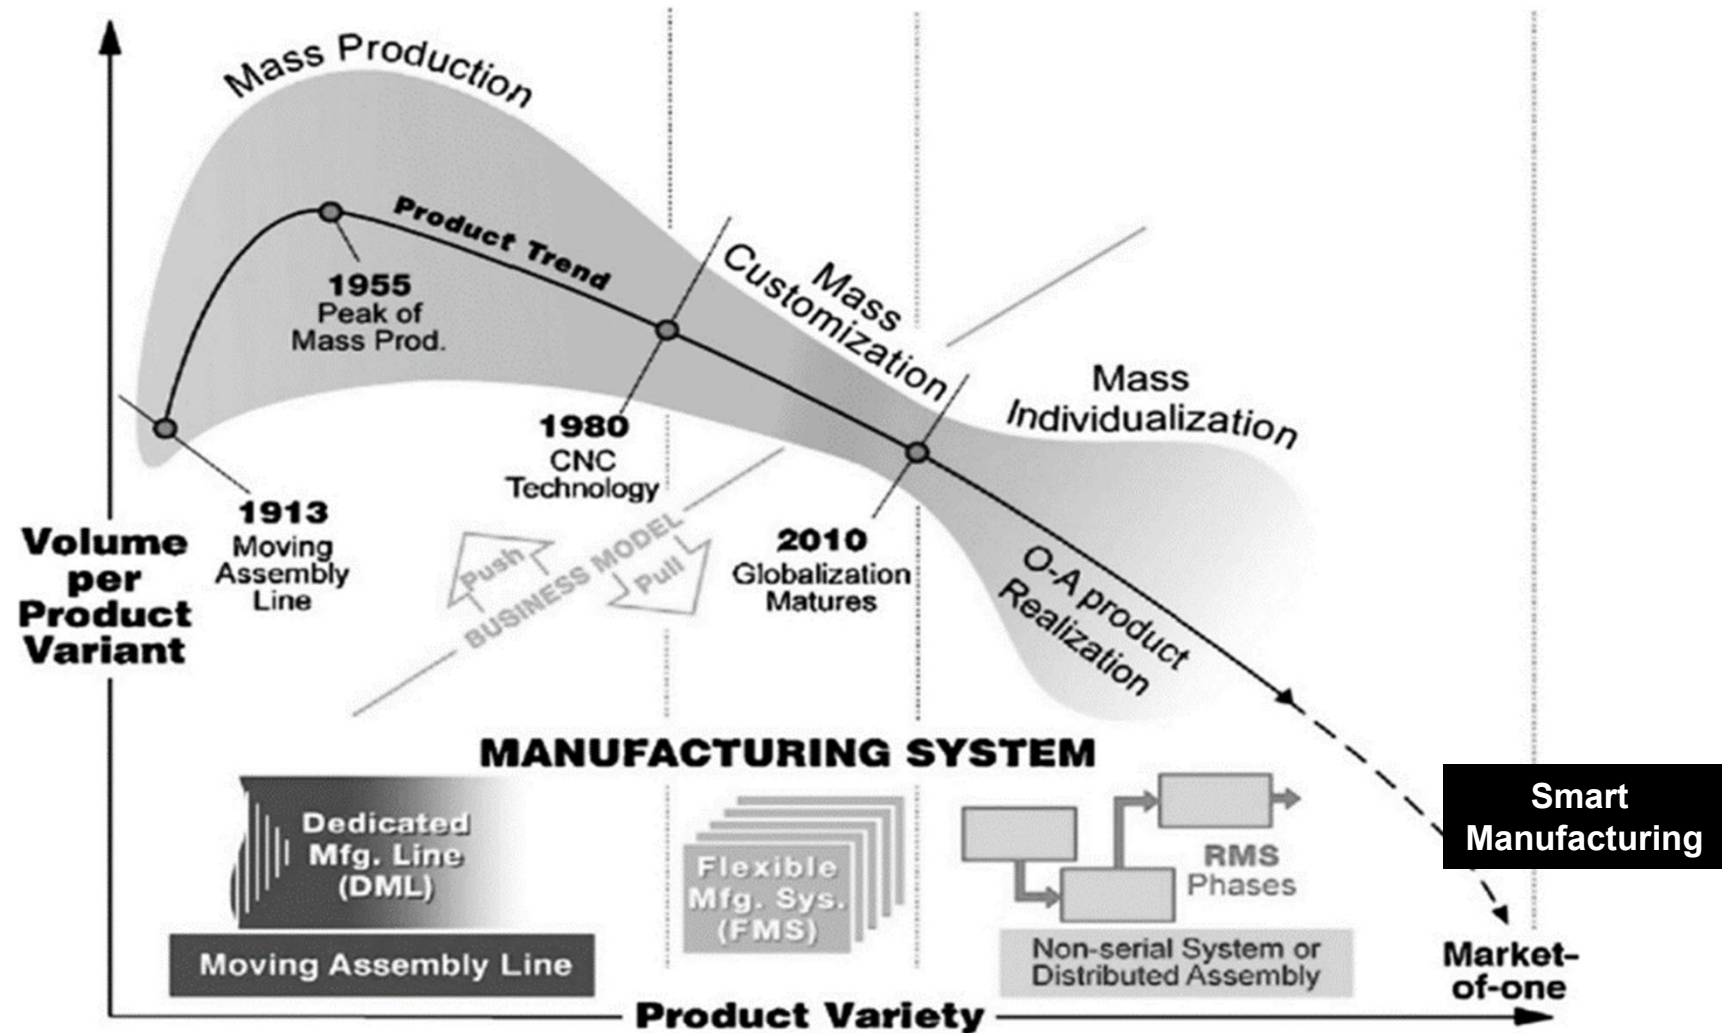 Mass Production
Product Trend
1955
Peak of
Mass Prod.
Mass
Customization
Mass
Individualization
1980
CNC
Technology
1913
Moving
Assembly
Line
Volume
per
Product
Variant
Push
BUSINESS MODEL
Pull
2010
Globalization
Matures
O-A product
Realization
MANUFACTURING SYSTEM
Dedicated
Mfg. Line
(DML)
Moving Assembly Line
Flexible
Mfg. Sys.
(FMS)
RMS
Phases
Non-serial System or
Distributed Assembly
Smart
Manufacturing
Market-
of-one
Product Variety